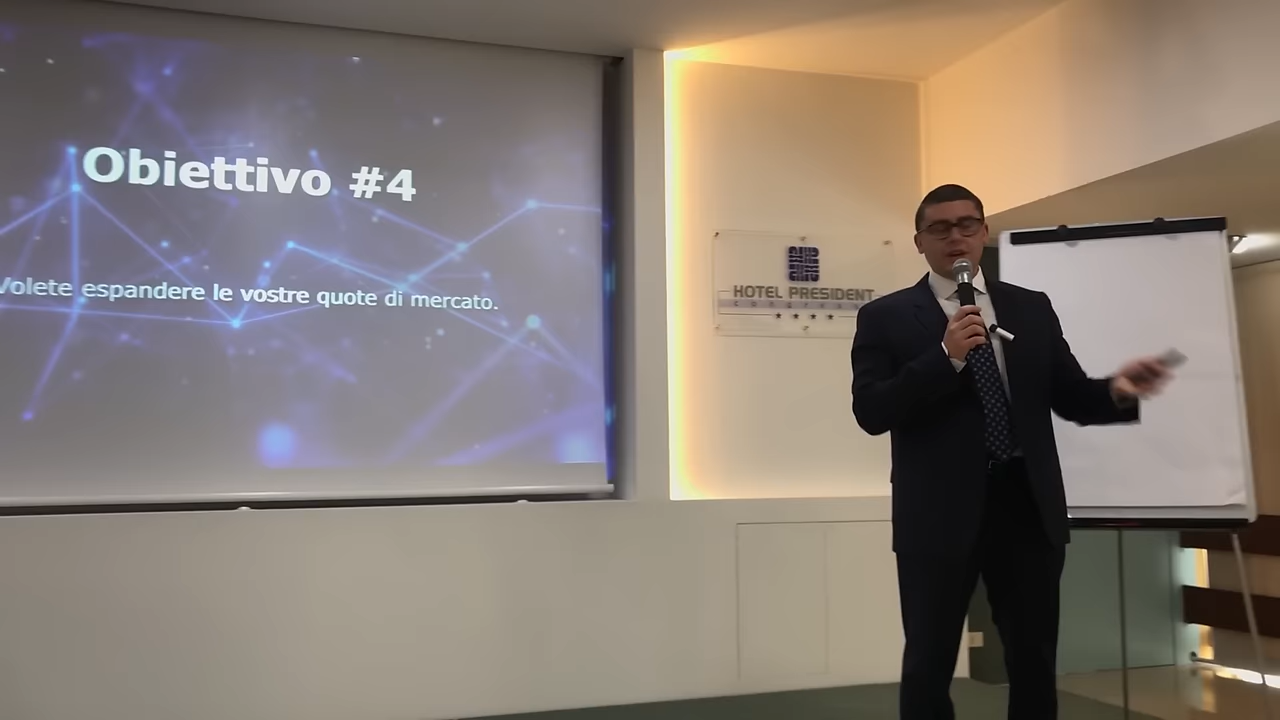 Obiettivo #4
Volete espandere le vostre quote di mercato.
HOTEL PRESIDENT